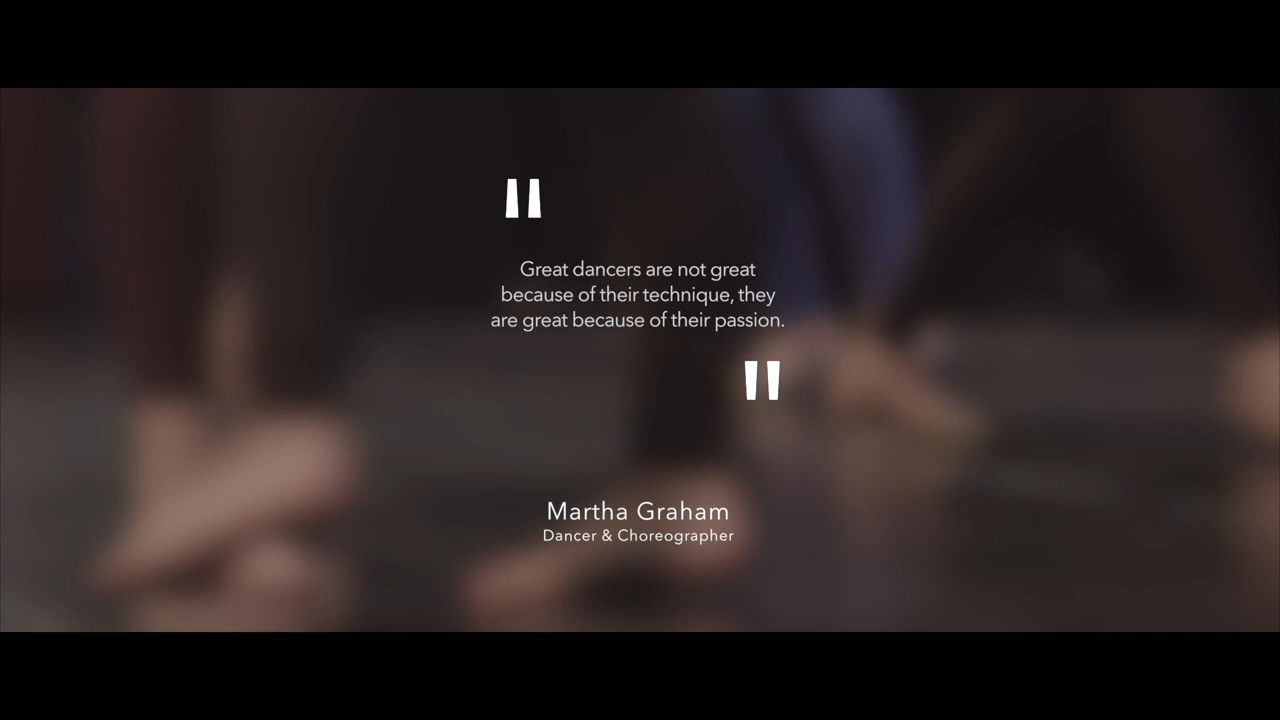 "
Great dancers are not great
because of their technique, they
are great because of their passion.
"
Martha Graham
Dancer & Choreographer